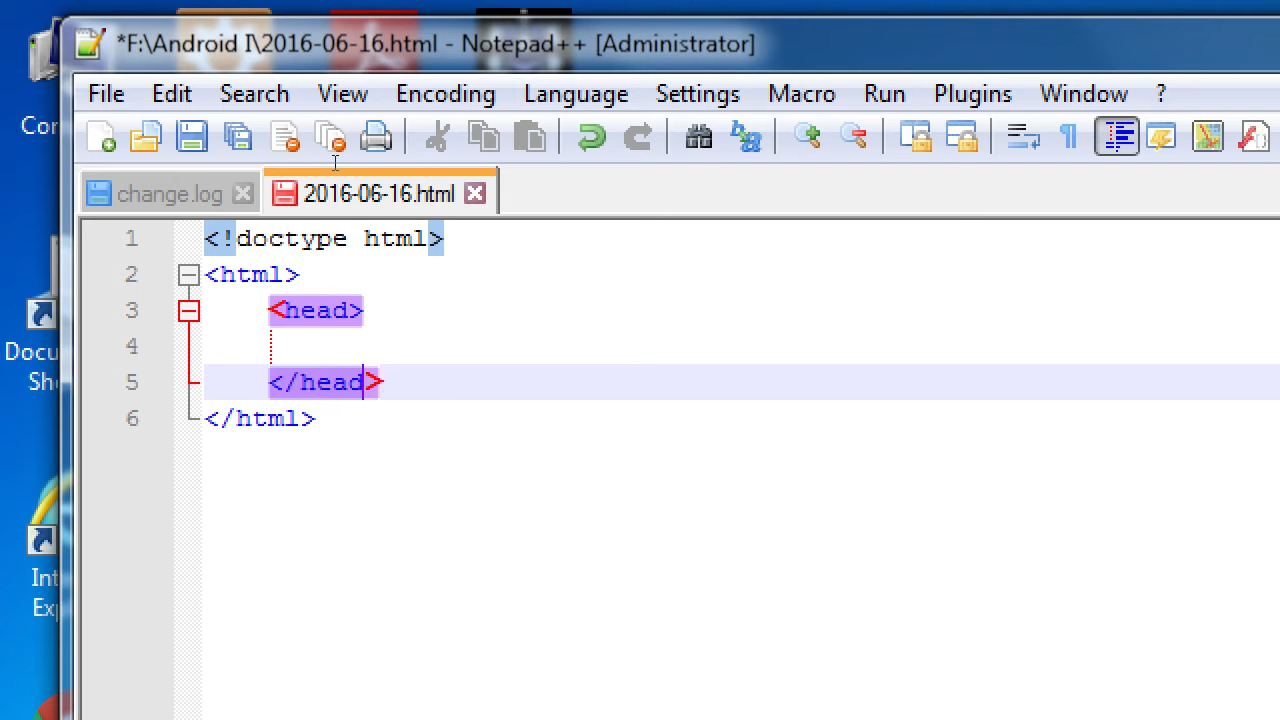 *F:\Android I\2016-06-16.html - Notepad++ [Administrator]
File Edit Search View Encoding Language Settings Macro Run Plugins Window ?
change.log 2016-06-16.html
1 <!doctype html>
2 <html>
3 <head>
4
5 </head>
6 </html>
Cor
Docu
Sh
Int
Exp